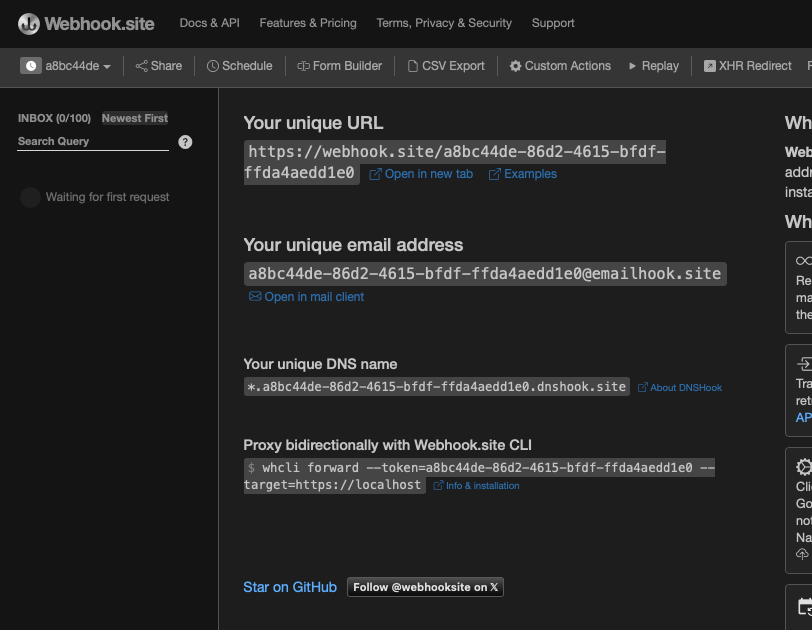 Webhook.site Docs & API Features & Pricing Terms, Privacy & Security Support
a8bc44de Share Schedule Form Builder CSV Export Custom Actions Replay XHR Redirect
INBOX (0/100) Newest First
Search Query ?
Waiting for first request
Your unique URL
https://webhook.site/a8bc44de-86d2-4615-bfdf-
ffda4aedd1e0 Open in new tab Examples
Your unique email address
a8bc44de-86d2-4615-bfdf-ffda4aedd1e0@emailhook.site
Open in mail client
Your unique DNS name
*.a8bc44de-86d2-4615-bfdf-ffda4aedd1e0.dnshook.site About DNSHook
Proxy bidirectionally with Webhook.site CLI
$ whcli forward --token=a8bc44de-86d2-4615-bfdf-ffda4aedd1e0 --
target=https://localhost Info & installation
Star on GitHub Follow @webhooksite on X
Wh
Web
addr
insta
Wh
Re
ma
the
Tra
ret
AP
Cli
Go
not
Na